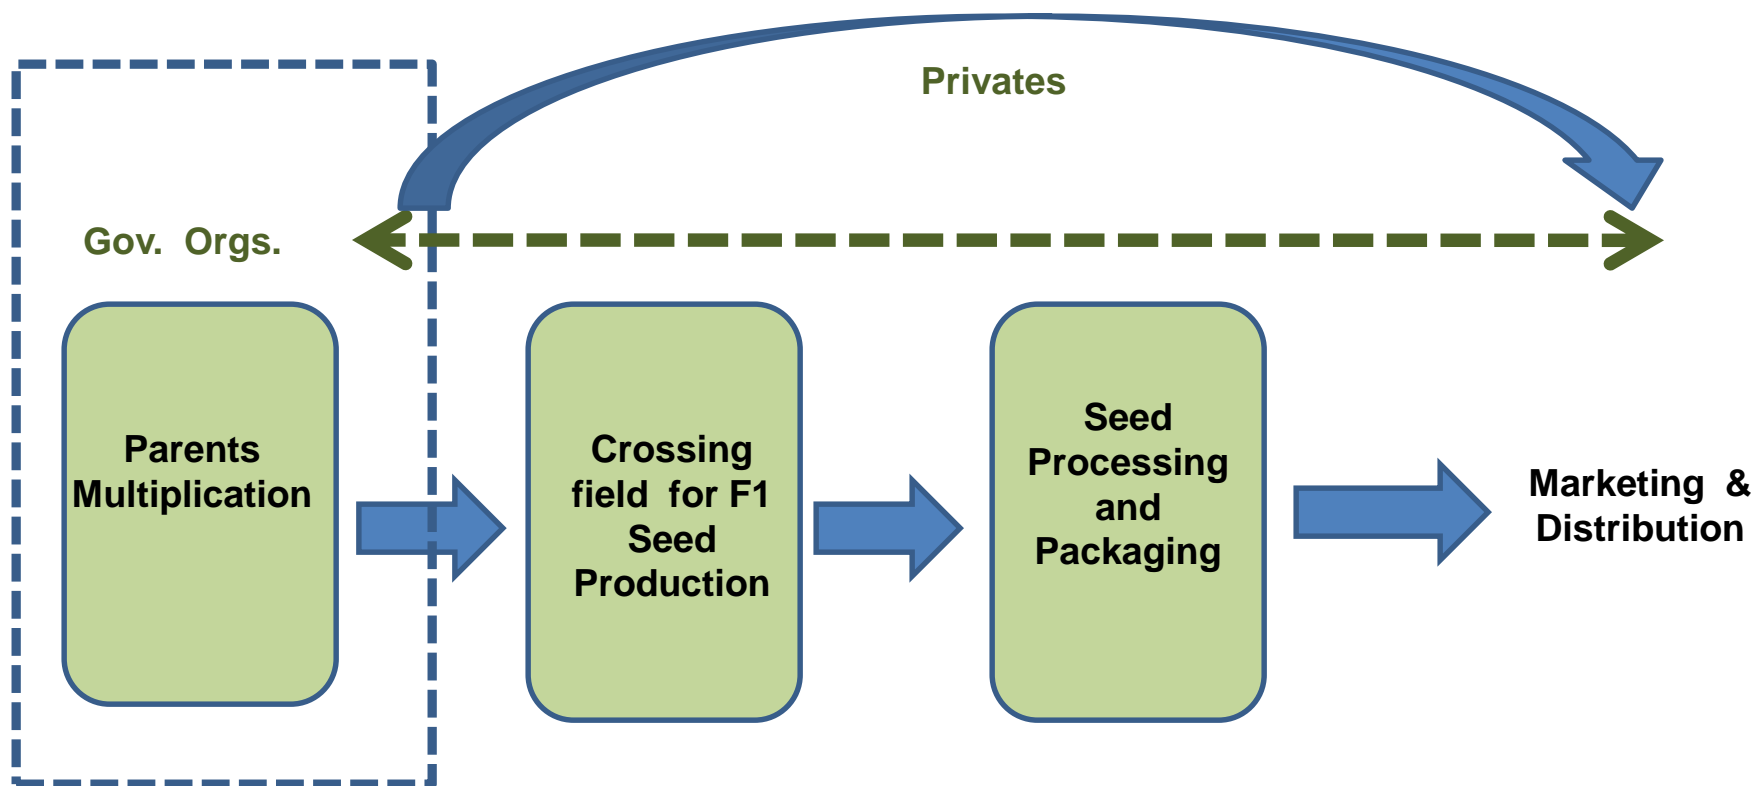 Privates
Gov. Orgs.
Parents
Multiplication
Crossing
field for F1
Seed
Production
Seed
Processing
and
Packaging
Marketing &
Distribution